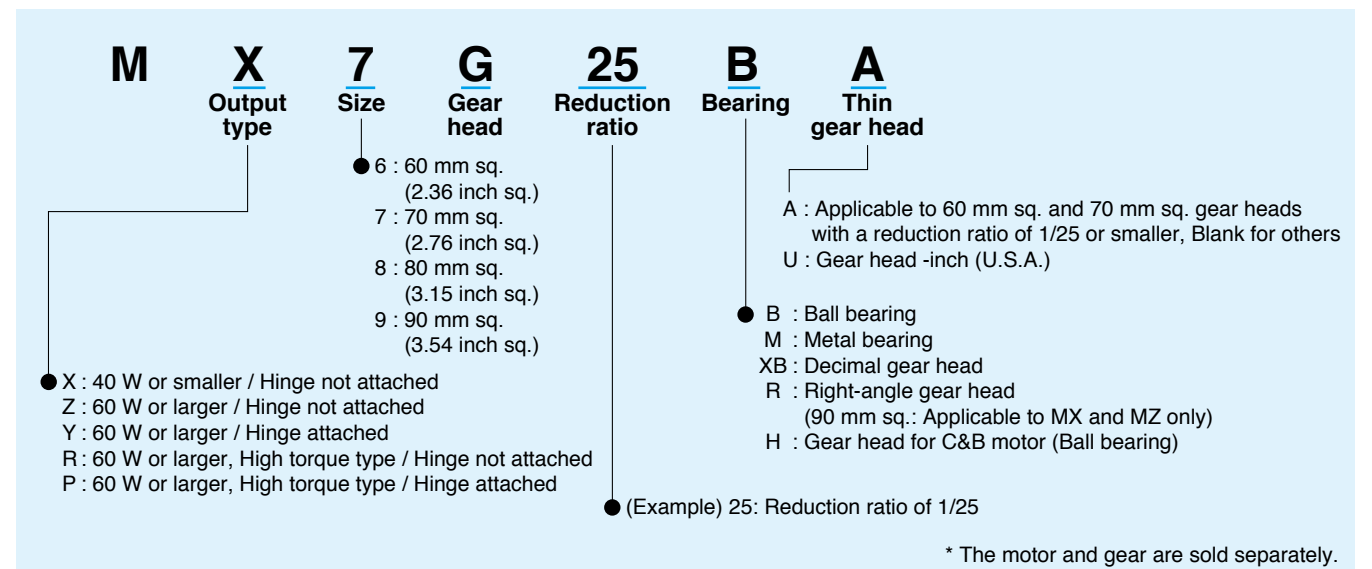 M X 7 G 25 B A
Output type
Size
Gear head
Reduction ratio
Bearing
Thin gear head
6 : 60 mm sq.
(2.36 inch sq.)
7 : 70 mm sq.
(2.76 inch sq.)
8 : 80 mm sq.
(3.15 inch sq.)
9 : 90 mm sq.
(3.54 inch sq.)
A : Applicable to 60 mm sq. and 70 mm sq. gear heads
with a reduction ratio of 1/25 or smaller, Blank for others
U : Gear head -inch (U.S.A.)
B : Ball bearing
M : Metal bearing
XB : Decimal gear head
R : Right-angle gear head
(90 mm sq.: Applicable to MX and MZ only)
H : Gear head for C&B motor (Ball bearing)
X : 40 W or smaller / Hinge not attached
Z : 60 W or larger / Hinge not attached
Y : 60 W or larger / Hinge attached
R : 60 W or larger, High torque type / Hinge not attached
P : 60 W or larger, High torque type / Hinge attached
(Example) 25: Reduction ratio of 1/25
* The motor and gear are sold separately.